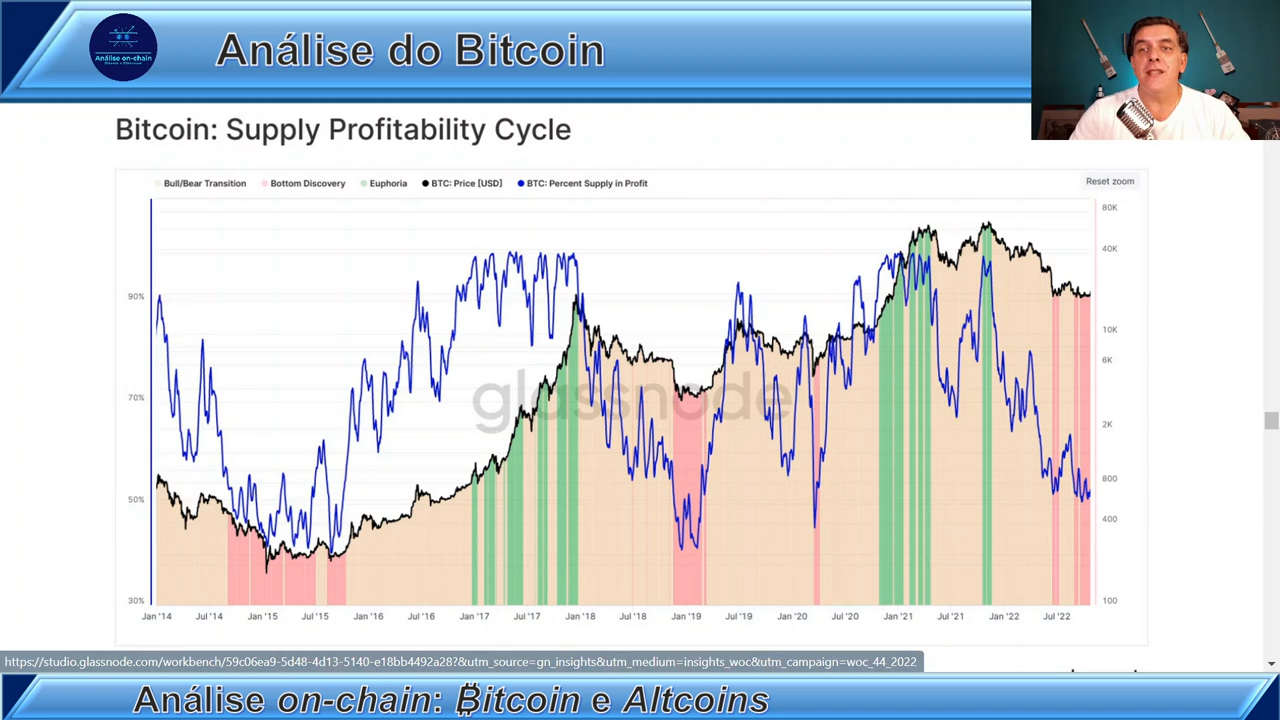 Análise do Bitcoin
Análise on-chain
Bitcoin: Supply Profitability Cycle
Bull/Bear Transition Bottom Discovery Euphoria BTC: Price [USD] BTC: Percent Supply in Profit
Reset zoom
80K
40K
90%
10K
6K
glassnode
70%
2K
800
50%
400
30%
100
Jan '14 Jul '14 Jan '15 Jul '15 Jan '16 Jul '16 Jan '17 Jul '17 Jan '18 Jul '18 Jan '19 Jul '19 Jan '20 Jul '20 Jan '21 Jul '21 Jan '22 Jul '22
https://studio.glassnode.com/workbench/59c06ea9-5d48-4d13-5140-e18bb4492a28?&utm_source=gn_insights&utm_medium=insights_woc&utm_campaign=woc_44_2022
Análise on-chain: ₿itcoin e Altcoins